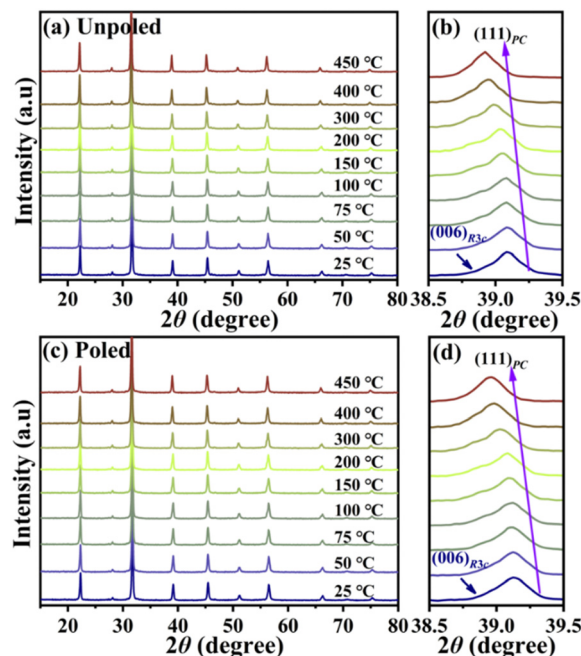 (a) Unpoled
450 °C
400 °C
300 °C
200 °C
150 °C
100 °C
75 °C
50 °C
25 °C
Intensity (a.u)
20 30 40 50 60 70 80
2θ (degree)
(b)
(111)PC
(006)R3c
38.5 39.0 39.5
2θ (degree)
(c) Poled
450 °C
400 °C
300 °C
200 °C
150 °C
100 °C
75 °C
50 °C
25 °C
Intensity (a.u)
20 30 40 50 60 70 80
2θ (degree)
(d)
(111)PC
(006)R3c
38.5 39.0 39.5
2θ (degree)